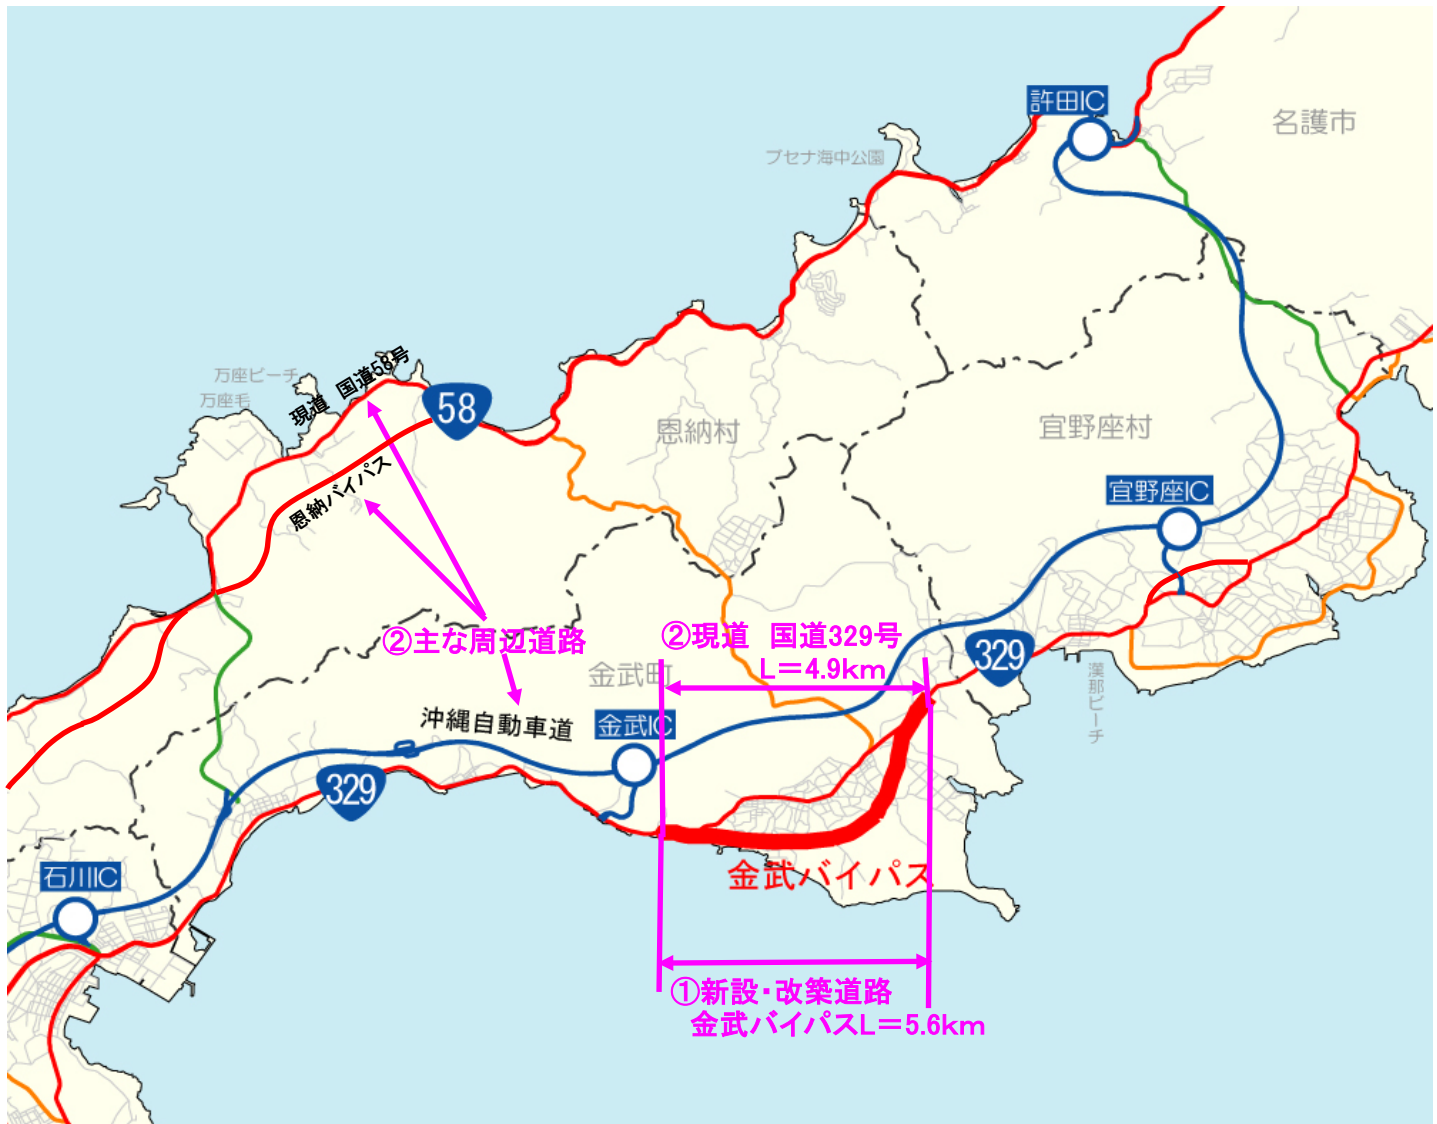 許田IC
名護市
ブセナ海中公園
現道　国道58号
万座ビーチ
万座毛
58
恩納村
宜野座村
恩納バイパス
宜野座IC
②主な周辺道路
②現道　国道329号
L＝4.9km
329
金武町
漢那ビーチ
沖縄自動車道
金武IC
329
石川IC
金武バイパス
①新設・改築道路
金武バイパスL＝5.6km